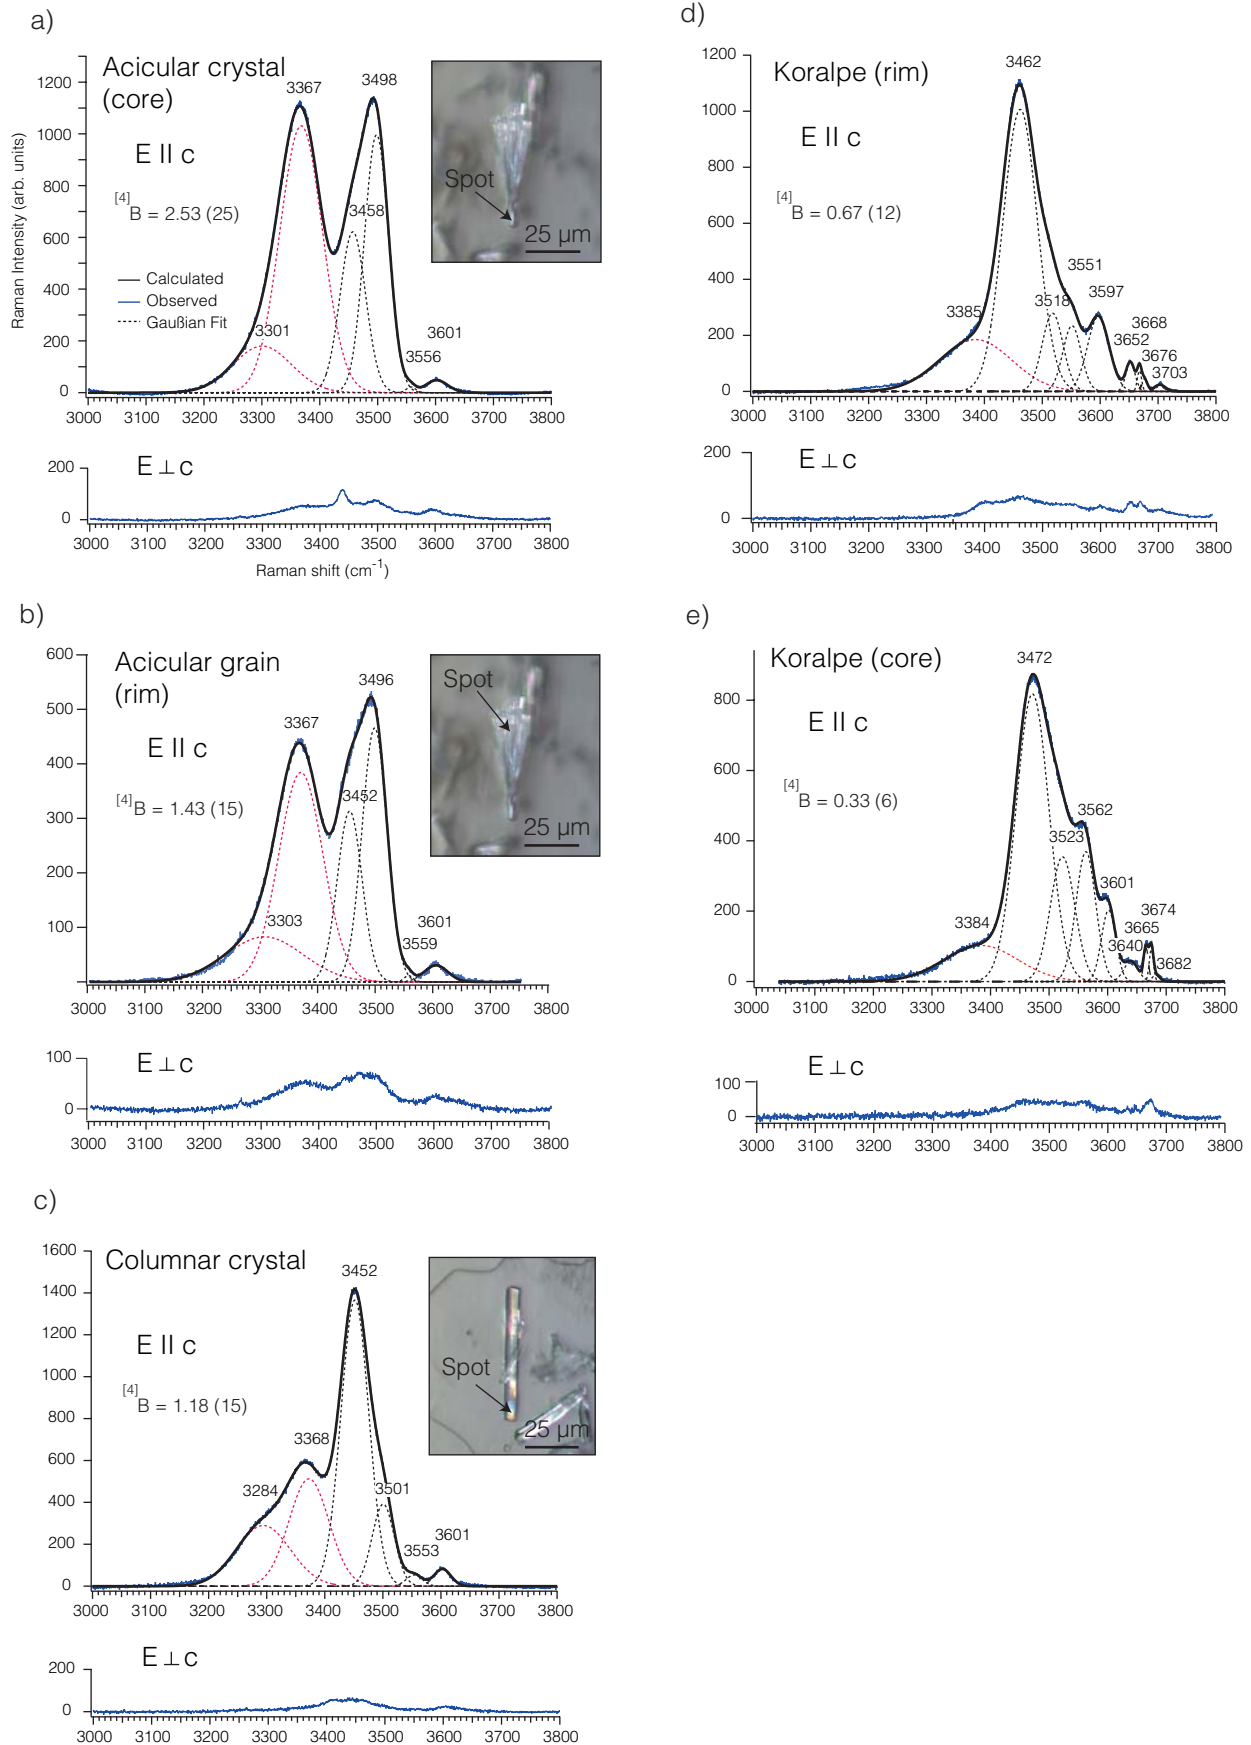 a)
Acicular crystal
(core)
E II c
[4]B = 2.53 (25)
Calculated
Observed
Gaußian Fit
3367
3498
3458
3301
3556
3601
Spot
25 µm
Raman Intensity (arb. units)
1200
1000
800
600
400
200
0
3000 3100 3200 3300 3400 3500 3600 3700 3800
E ⊥ c
200
0
3000 3100 3200 3300 3400 3500 3600 3700 3800
Raman shift (cm-1)
b)
Acicular grain
(rim)
E II c
[4]B = 1.43 (15)
3367
3496
3452
3303
3559
3601
Spot
25 µm
600
500
400
300
200
100
3000 3100 3200 3300 3400 3500 3600 3700 3800
E ⊥ c
100
0
3000 3100 3200 3300 3400 3500 3600 3700 3800
c)
Columnar crystal
E II c
[4]B = 1.18 (15)
3452
3368
3284
3501
3553
3601
Spot
25 µm
1600
1400
1200
1000
800
600
400
200
0
3000 3100 3200 3300 3400 3500 3600 3700 3800
E ⊥ c
200
0
3000 3100 3200 3300 3400 3500 3600 3700 3800
d)
Koralpe (rim)
E II c
[4]B = 0.67 (12)
3462
3385
3518
3551
3597
3652
3668
3676
3703
1200
1000
800
600
400
200
0
3000 3100 3200 3300 3400 3500 3600 3700 3800
E ⊥ c
200
0
3000 3100 3200 3300 3400 3500 3600 3700 3800
e)
Koralpe (core)
E II c
[4]B = 0.33 (6)
3472
3384
3523
3562
3601
3640
3665
3674
3682
800
600
400
200
0
3000 3100 3200 3300 3400 3500 3600 3700 3800
E ⊥ c
100
0
3000 3100 3200 3300 3400 3500 3600 3700 3800